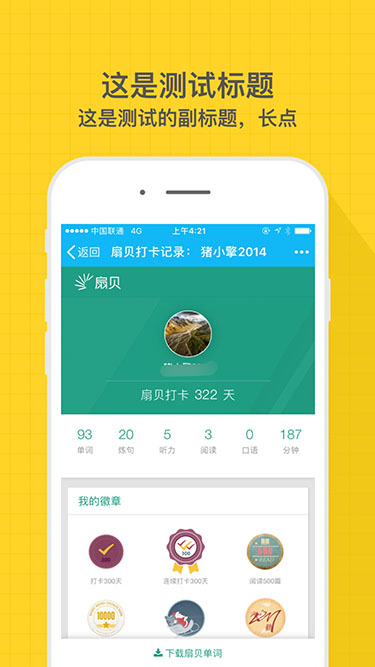 这是测试标题
这是测试的副标题，长点
中国联通 4G 上午4:21
返回 扇贝打卡记录： 猪小擎2014
扇贝
扇贝打卡 322 天
93 20 5 3 0 187
单词 炼句 听力 阅读 口语 分钟
我的徽章
300 300 500
READ
打卡300天 连续打卡300天 阅读500篇
10000 2017
下载扇贝单词